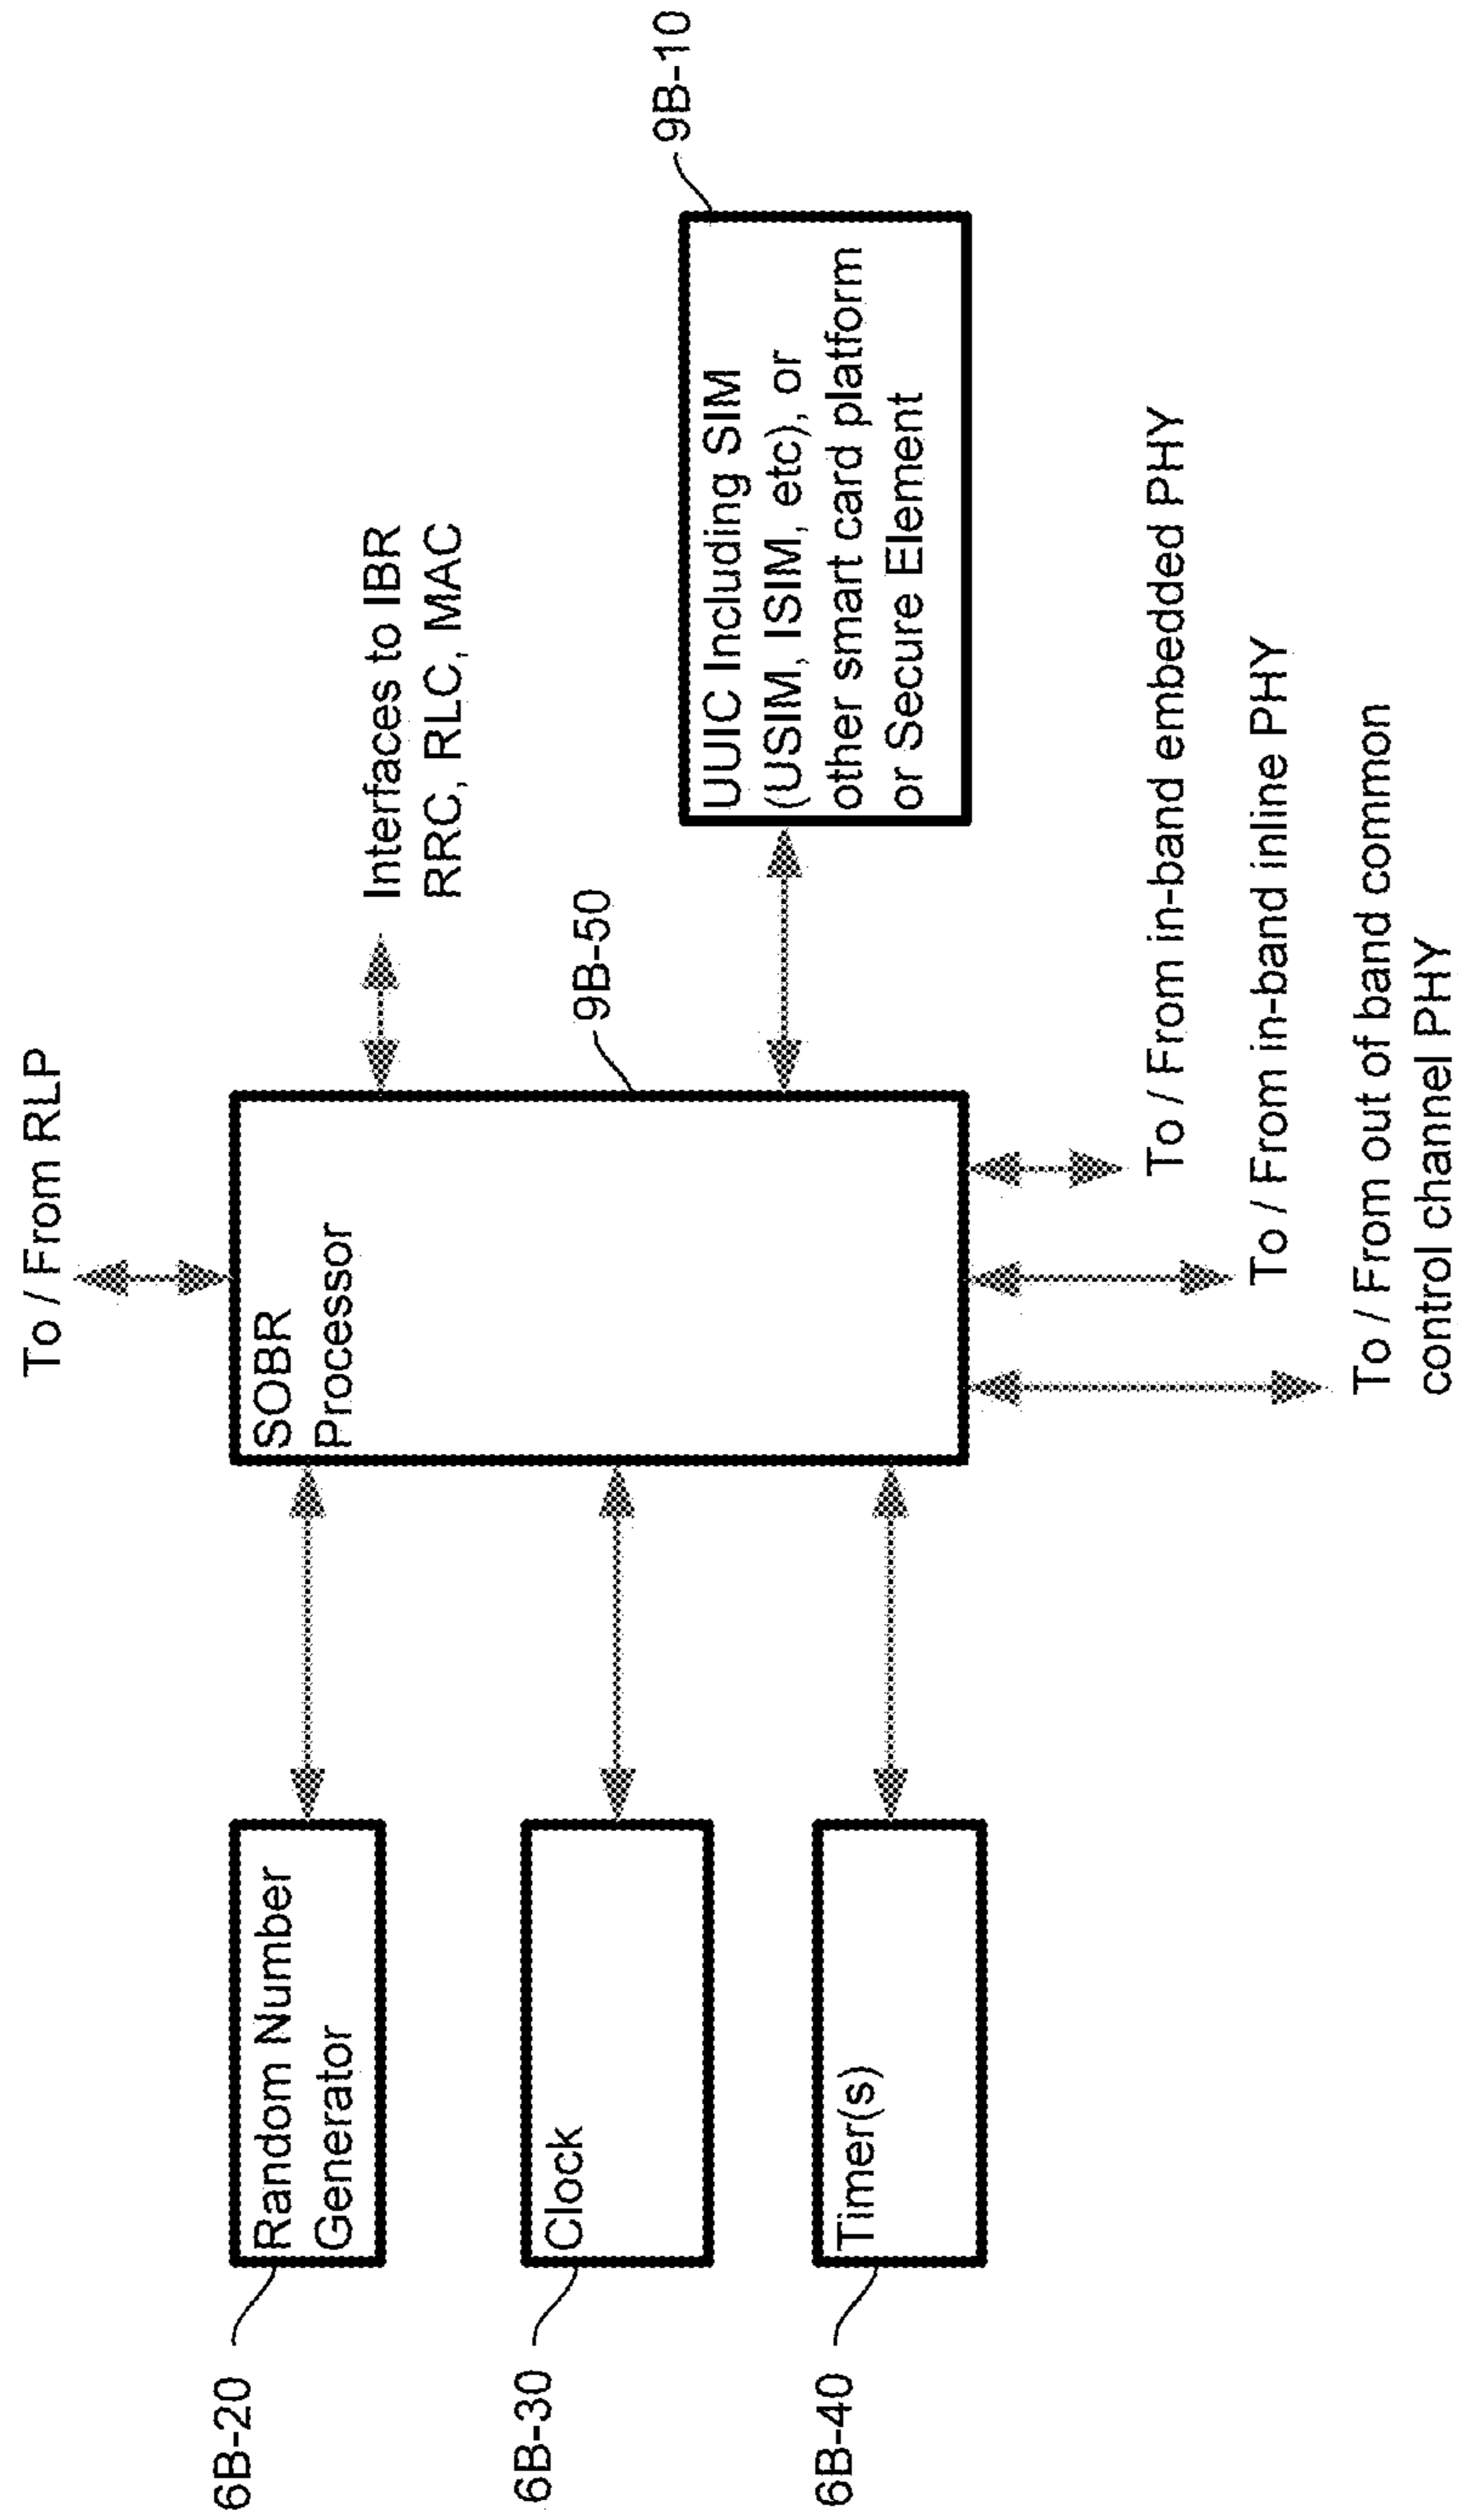 To / From RLP
6B-20
Random Number
Generator
6B-30
Clock
6B-40
Timer(s)
SOBR
Processor
9B-50
Interfaces to IBR
RRC, RLC, MAC
9B-10
UUIC Including SIM
(USIM, ISIM, etc), or
other smart card platform
or Secure Element
To / From in-band embedded PHY
To / From in-band inline PHY
To / From out of band common
control channel PHY